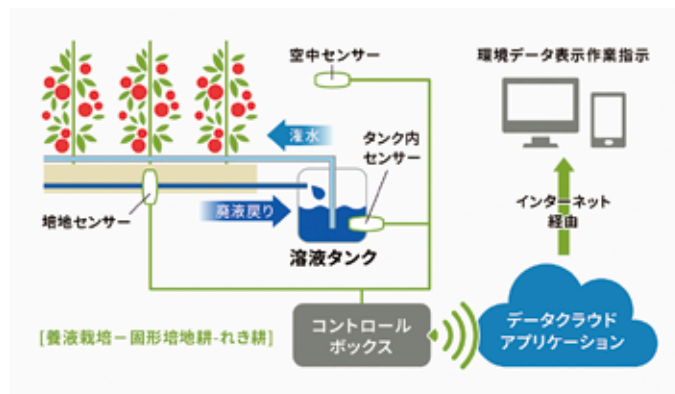 空中センサー
環境データ表示作業指示
灌水
タンク内
センサー
培地センサー
廃液戻り
溶液タンク
インターネット
経由
[養液栽培－固形培地耕-れき耕]
コントロール
ボックス
データクラウド
アプリケーション